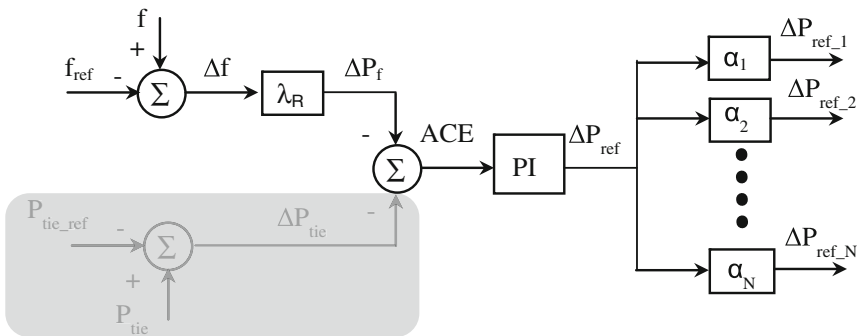 f
+
f_ref
-
Σ
Δf
λ_R
ΔP_f
-
ACE
Σ
PI
ΔP_ref
α_1
ΔP_ref_1
α_2
ΔP_ref_2
α_N
ΔP_ref_N
P_tie_ref
-
Σ
ΔP_tie
-
+
P_tie